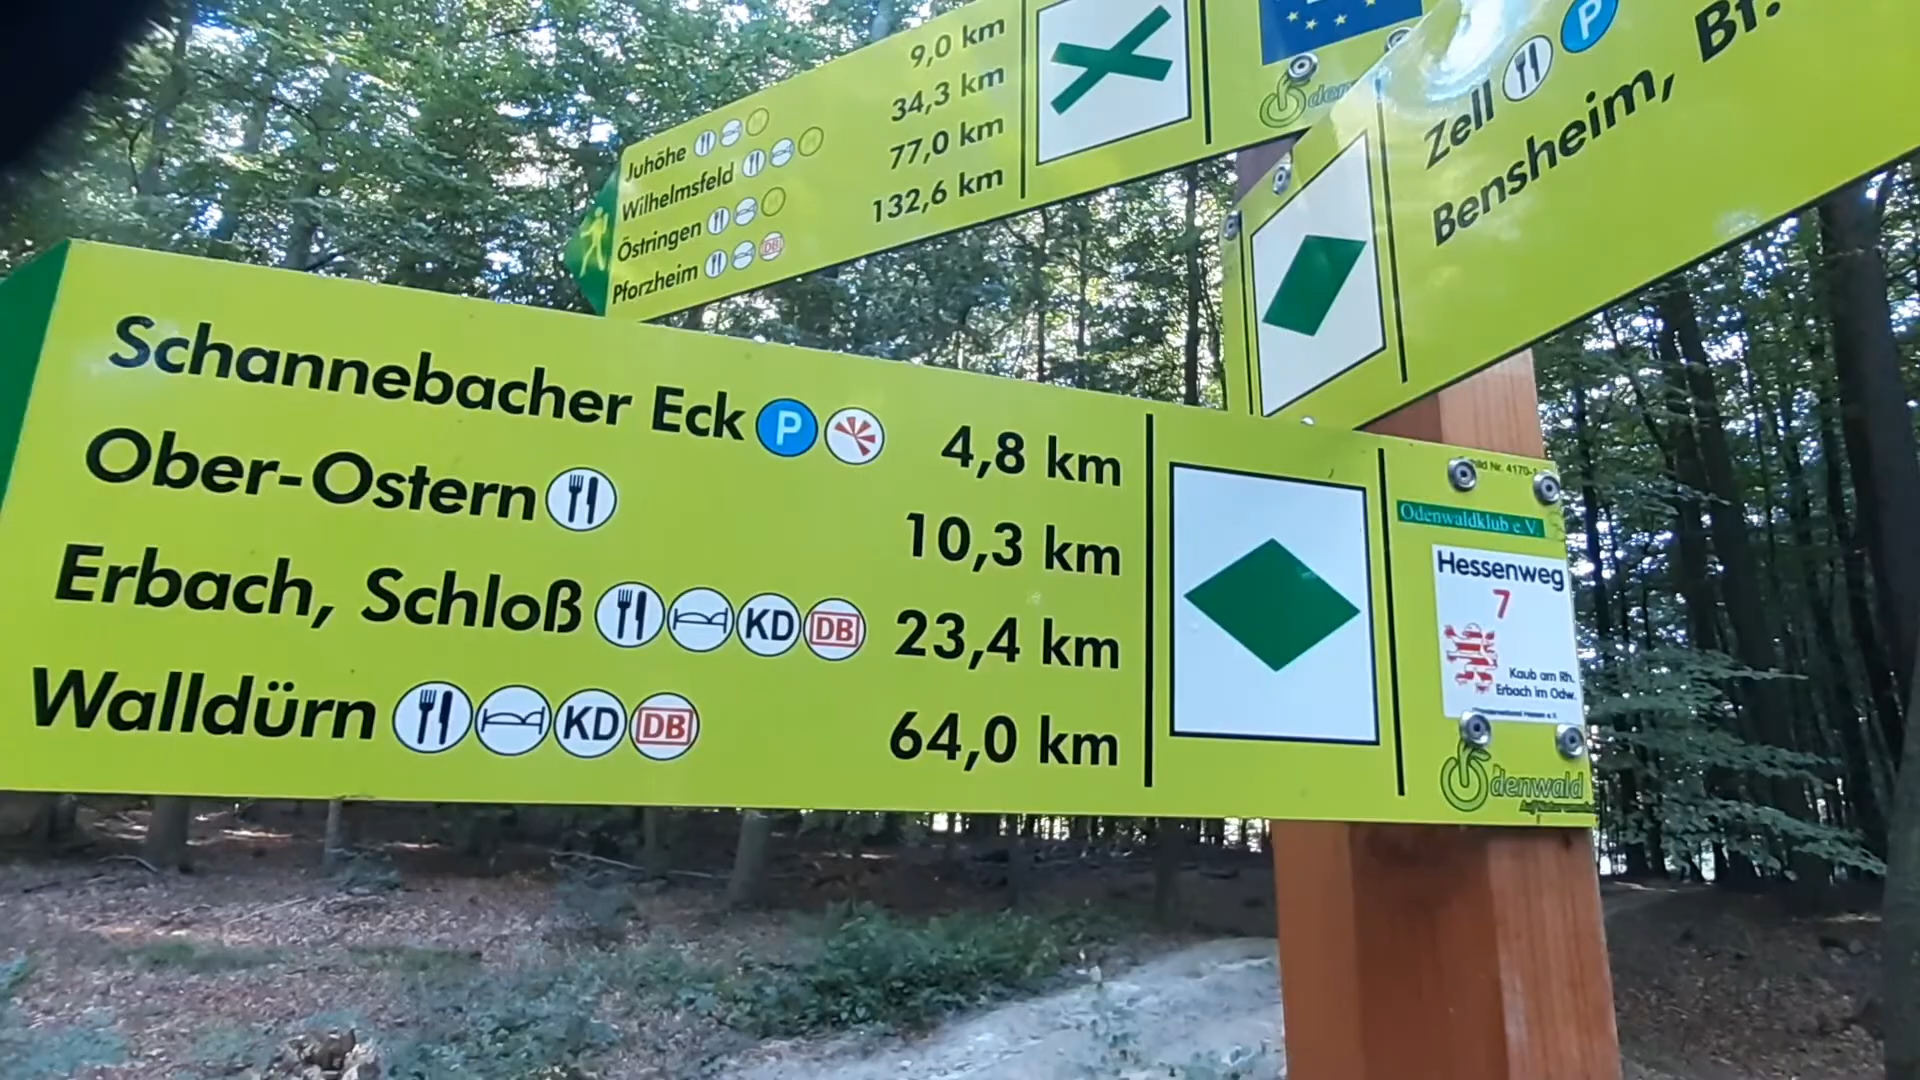 9,0 km
34,3 km
77,0 km
132,6 km
Juhöhe
Wilhelmsfeld
Östringen
Pforzheim DB
Zell P
Bensheim, Bf.
Schannebacher Eck P 4,8 km
Ober-Ostern 10,3 km
Erbach, Schloß KD DB 23,4 km
Walldürn KD DB 64,0 km
Odenwaldklub e.V.
Hessenweg
7
Kaub am Rh.
Erbach im Odw.
Odenwald